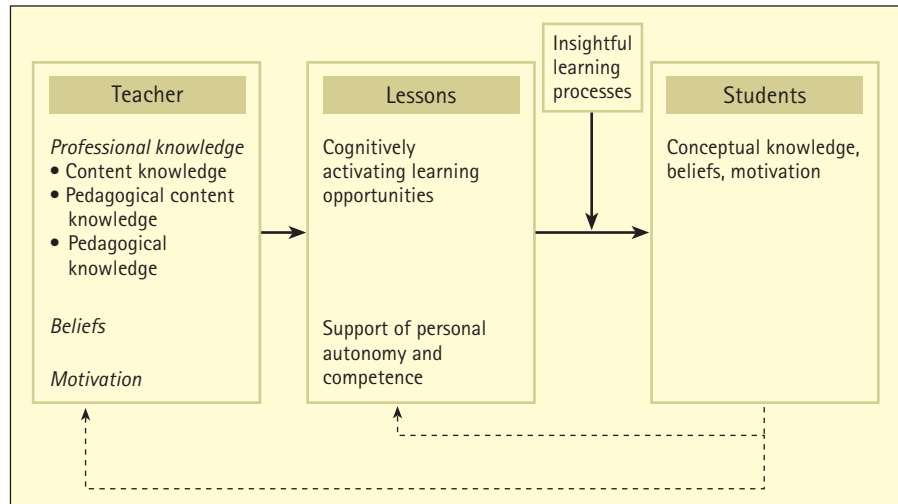 Teacher
Professional knowledge
• Content knowledge
• Pedagogical content
knowledge
• Pedagogical
knowledge
Beliefs
Motivation
Lessons
Cognitively
activating learning
opportunities
Support of personal
autonomy and
competence
Insightful
learning
processes
Students
Conceptual knowledge,
beliefs, motivation